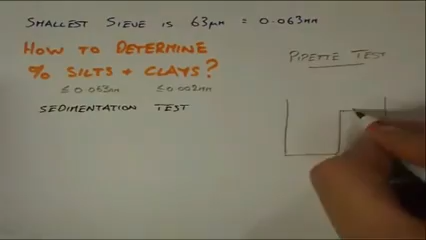 SMALLEST SIEVE IS 63μm = 0.063mm
HOW TO DETERMINE
% SILTS + CLAYS?
≤0.063mm ≤0.002mm
SEDIMENTATION TEST
PIPETTE TEST